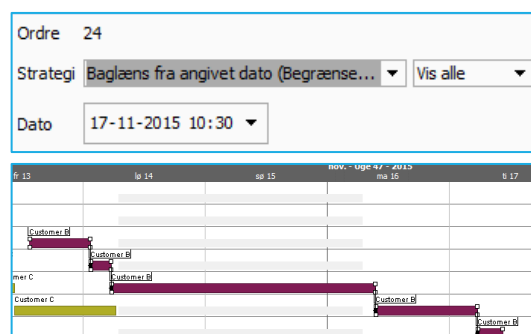 Ordre 24
Strategi Baglæns fra angivet dato (Begrænse... Vis alle
Dato 17-11-2015 10:30
nov. - Uge 47 - 2015
fr 13 lø 14 sø 15 ma 16 ti 17
Customer B
Customer B
mer C Customer B
Customer C Customer B
Customer B